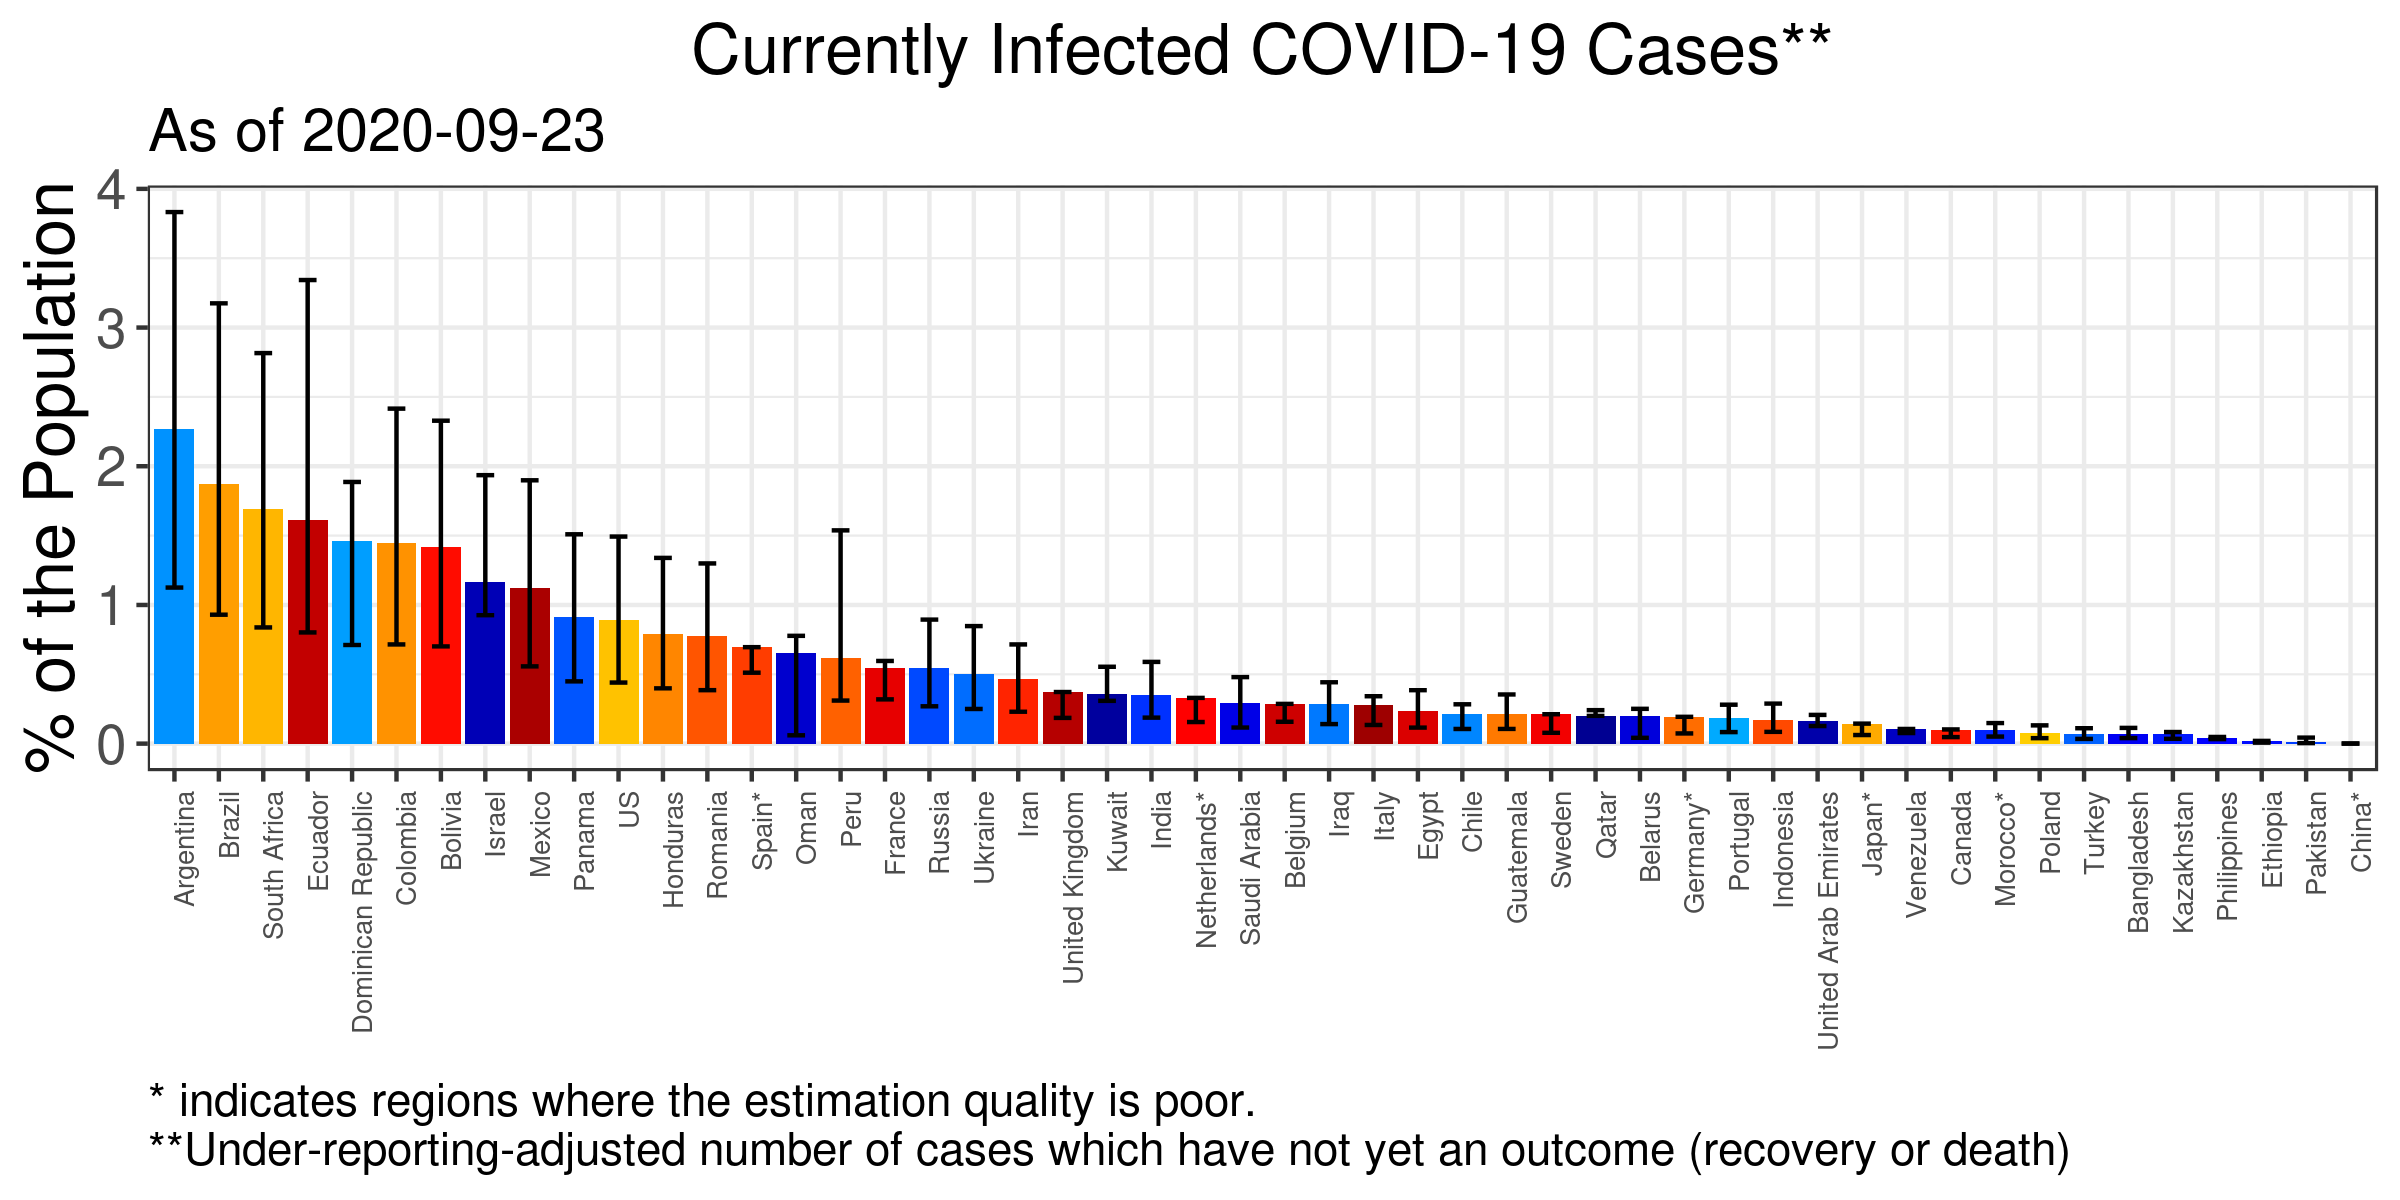 Currently Infected COVID-19 Cases**
As of 2020-09-23
% of the Population
4
3
2
1
0
Argentina
Brazil
South Africa
Ecuador
Dominican Republic
Colombia
Bolivia
Israel
Mexico
Panama
US
Honduras
Romania
Spain*
Oman
Peru
France
Russia
Ukraine
Iran
United Kingdom
Kuwait
India
Netherlands*
Saudi Arabia
Belgium
Iraq
Italy
Egypt
Chile
Guatemala
Sweden
Qatar
Belarus
Germany*
Portugal
Indonesia
United Arab Emirates
Japan*
Venezuela
Canada
Morocco*
Poland
Turkey
Bangladesh
Kazakhstan
Philippines
Ethiopia
Pakistan
China*
* indicates regions where the estimation quality is poor.
**Under-reporting-adjusted number of cases which have not yet an outcome (recovery or death)